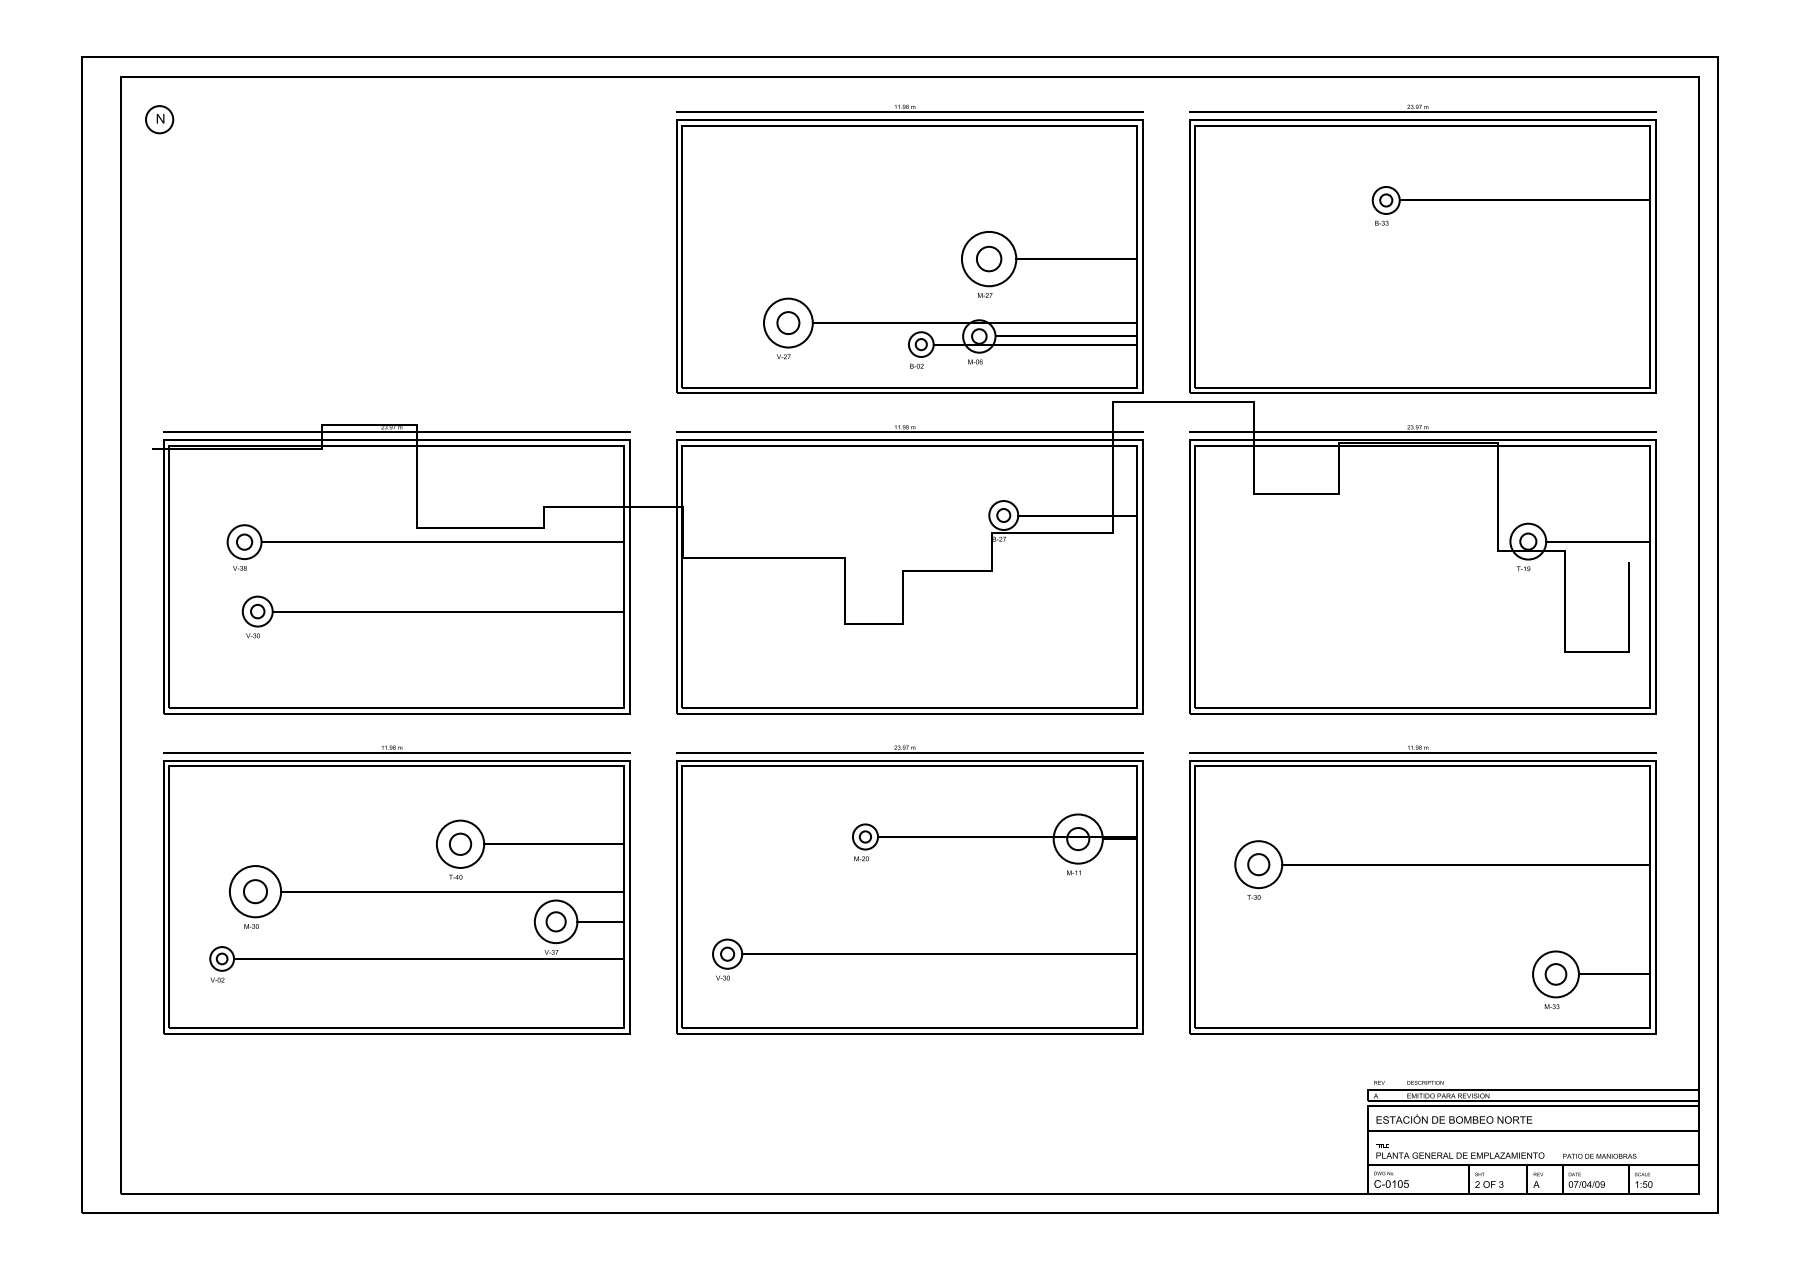 N
11.98 m
23.97 m
B-33
M-27
V-27
B-02
M-06
23.97 m
11.98 m
23.97 m
B-27
V-38
T-19
V-30
11.98 m
23.97 m
11.98 m
M-20
M-11
T-40
T-30
M-30
V-37
V-02
V-30
M-33
REV DESCRIPTION
A EMITIDO PARA REVISION
ESTACIÓN DE BOMBEO NORTE
TITLE
PLANTA GENERAL DE EMPLAZAMIENTO PATIO DE MANIOBRAS
DWG No. SHT REV DATE SCALE
C-0105 2 OF 3 A 07/04/09 1:50